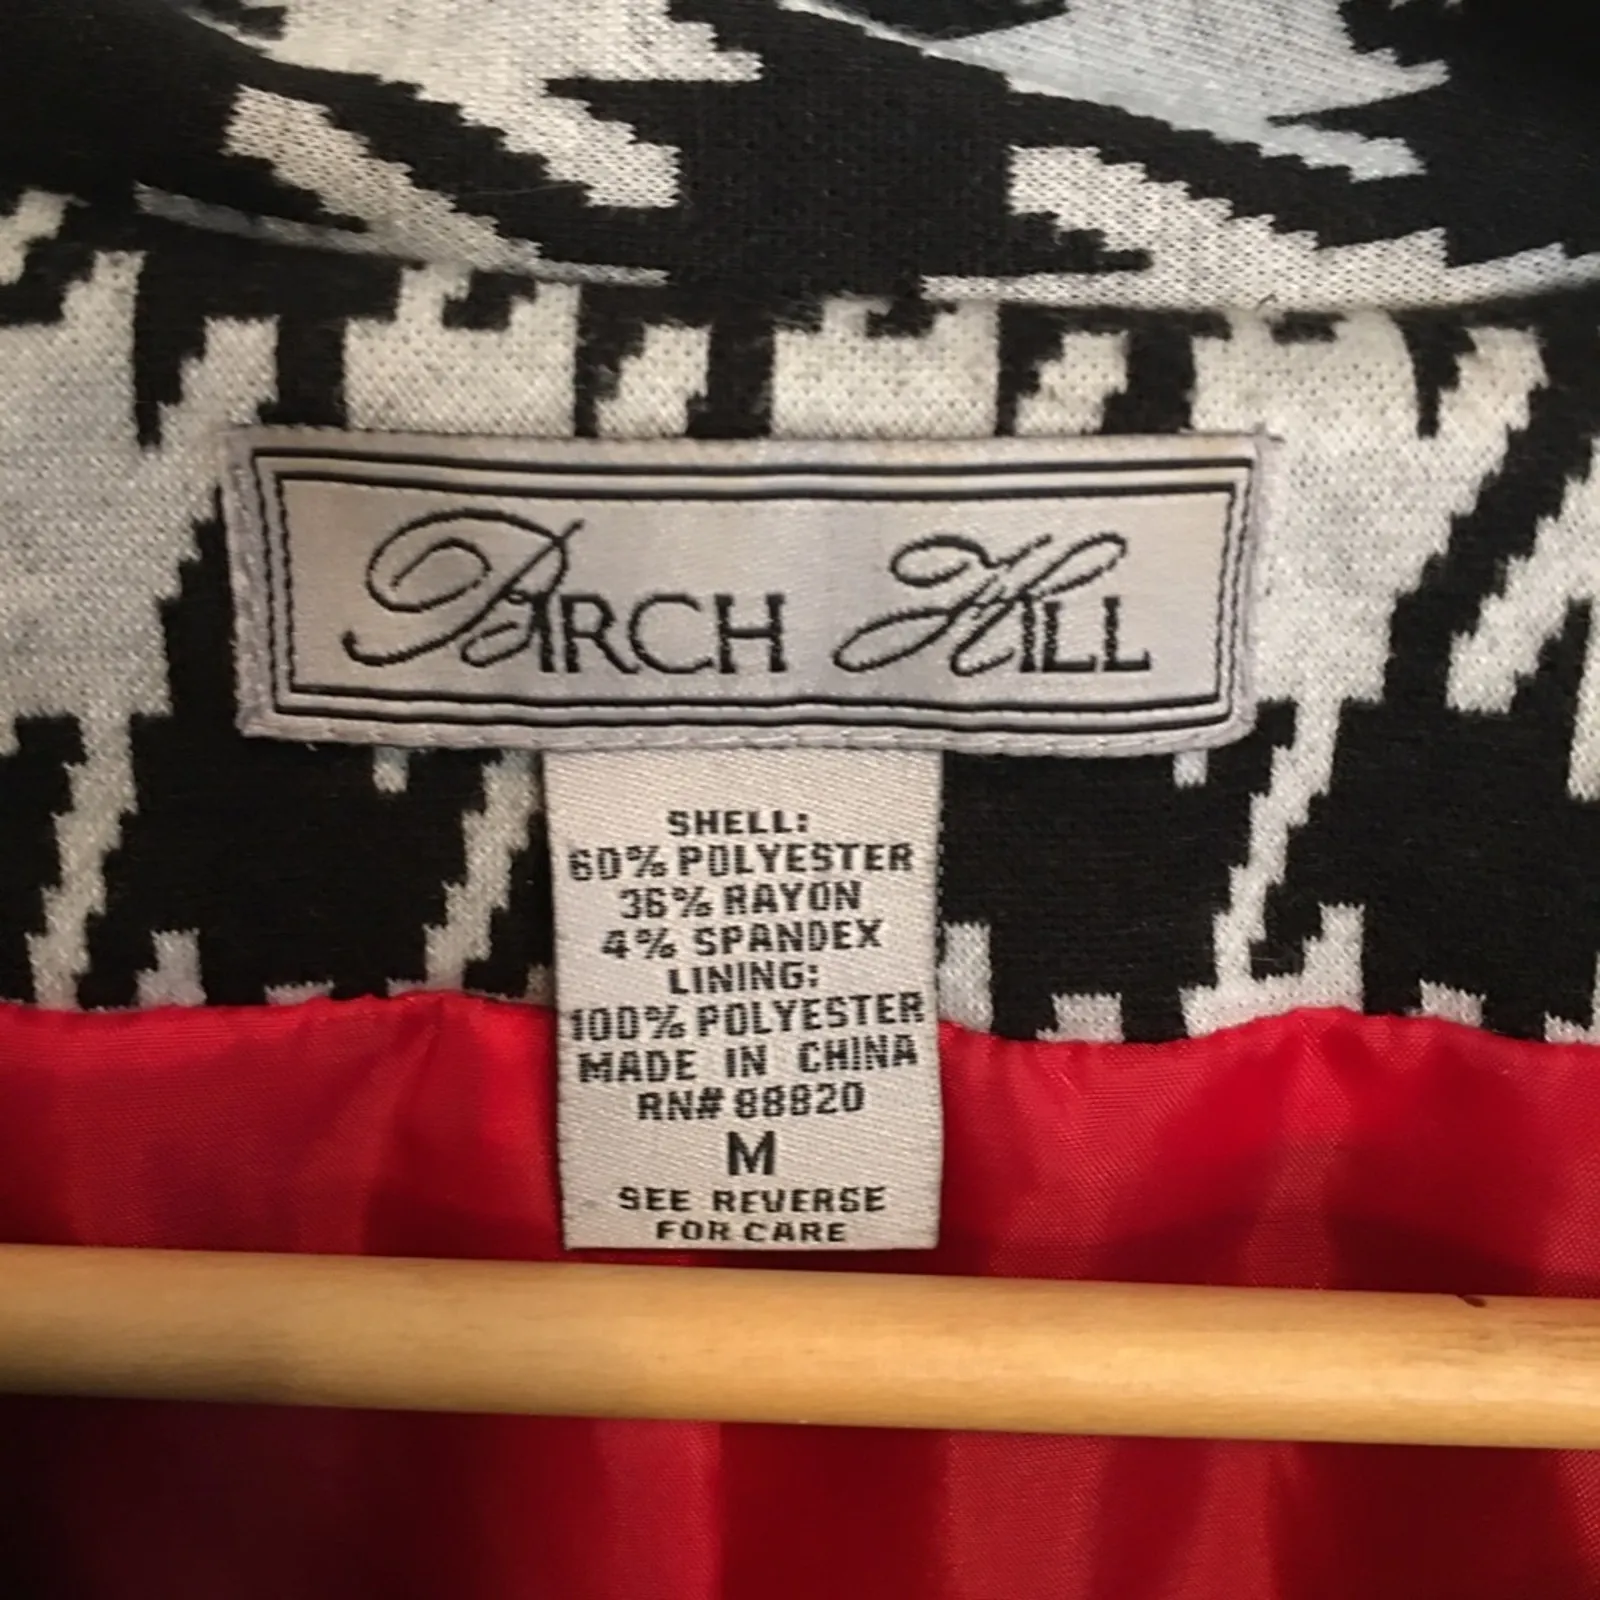 BIRCH HILL
SHELL:
60% POLYESTER
36% RAYON
4% SPANDEX
LINING:
100% POLYESTER
MADE IN CHINA
RN# 88820
M
SEE REVERSE
FOR CARE